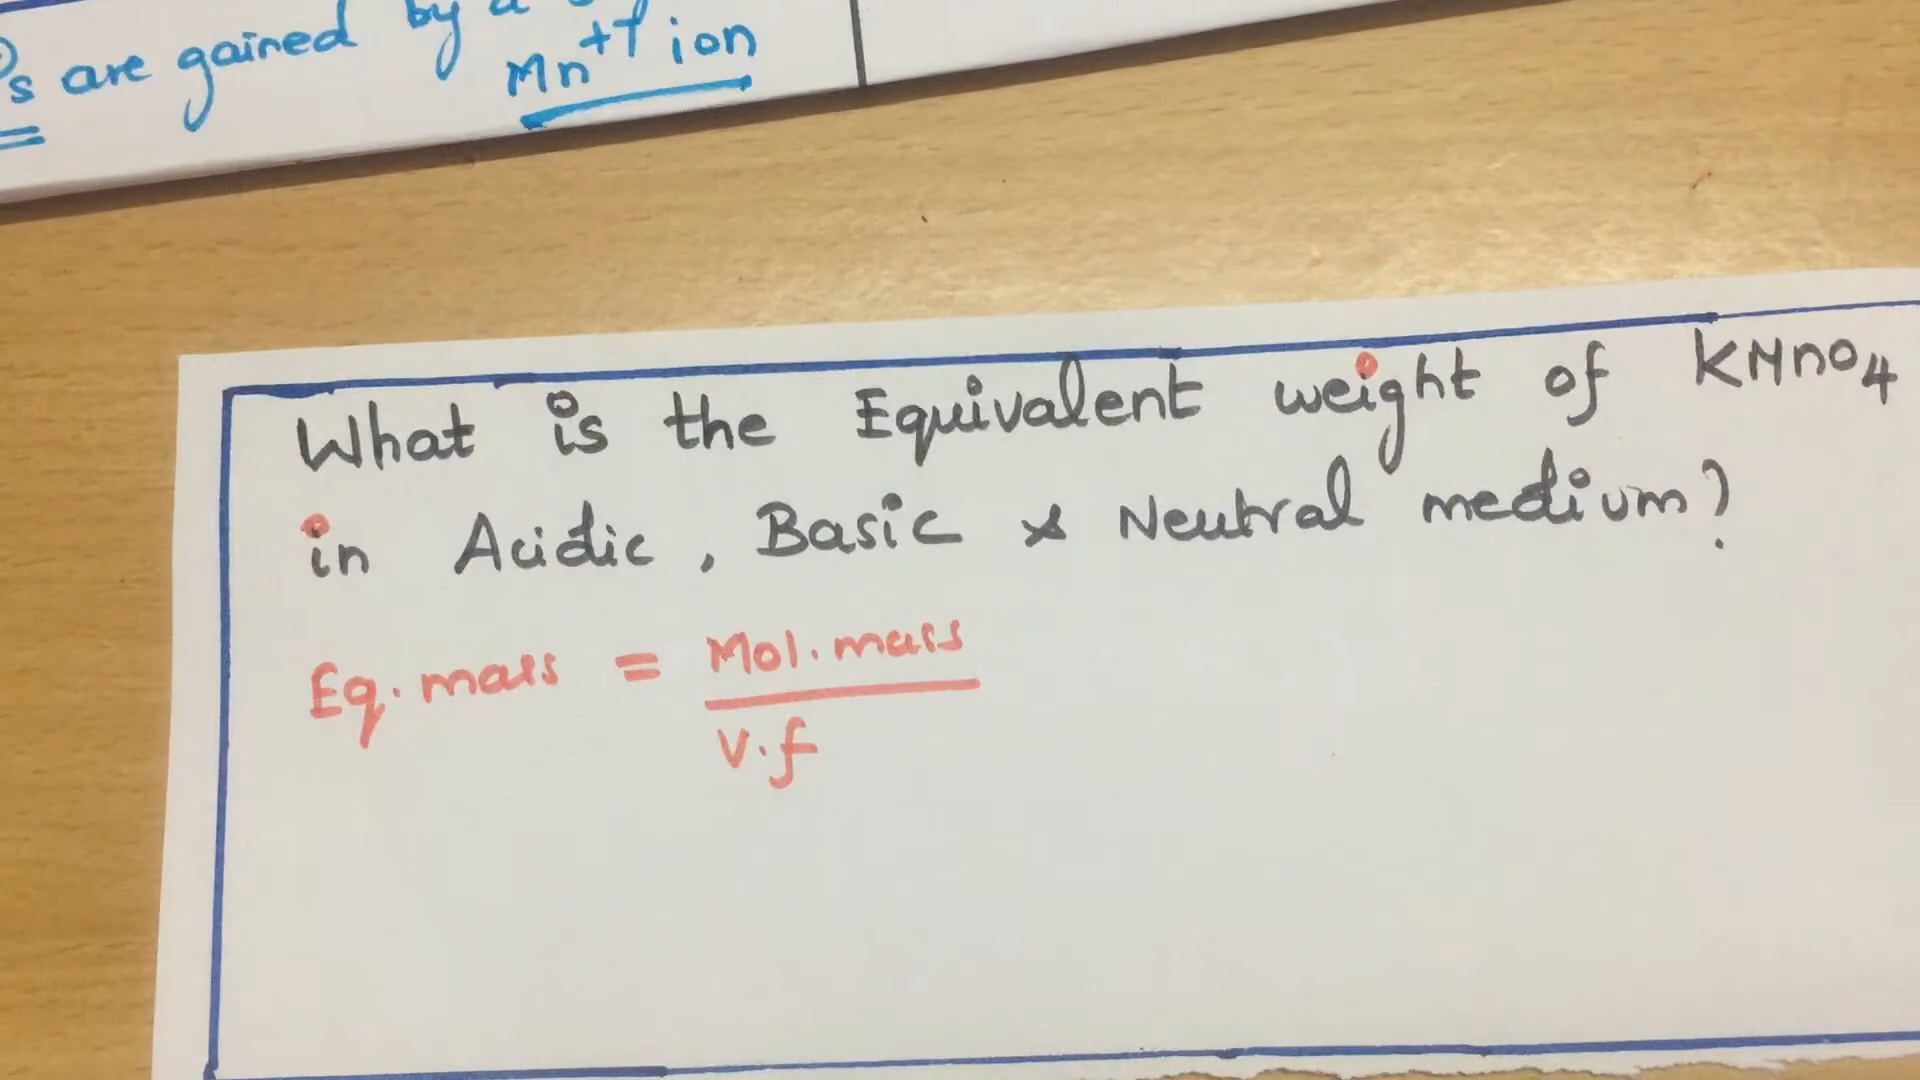 s are gained by a
Mn+7 ion
What is the Equivalent weight of KMnO4
in Acidic, Basic & Neutral medium?
Eq. mass = Mol. mass
V.f